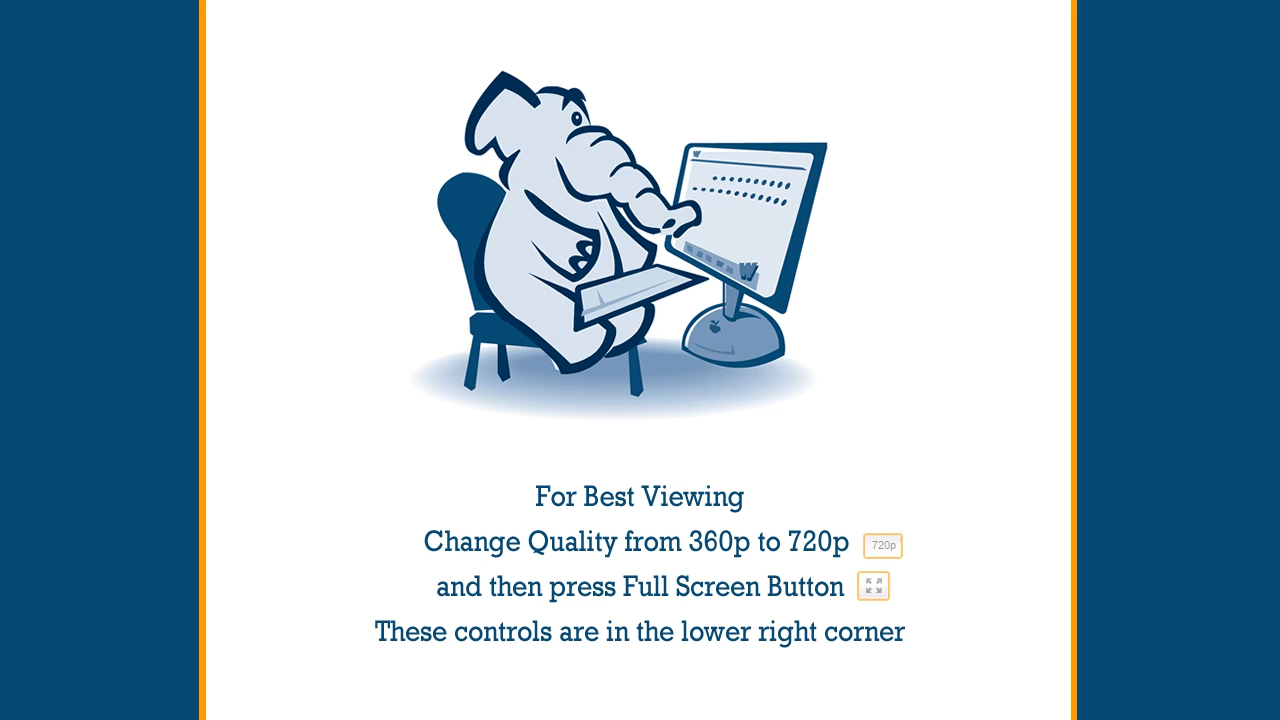 W
W
For Best Viewing
Change Quality from 360p to 720p 720p
and then press Full Screen Button
These controls are in the lower right corner